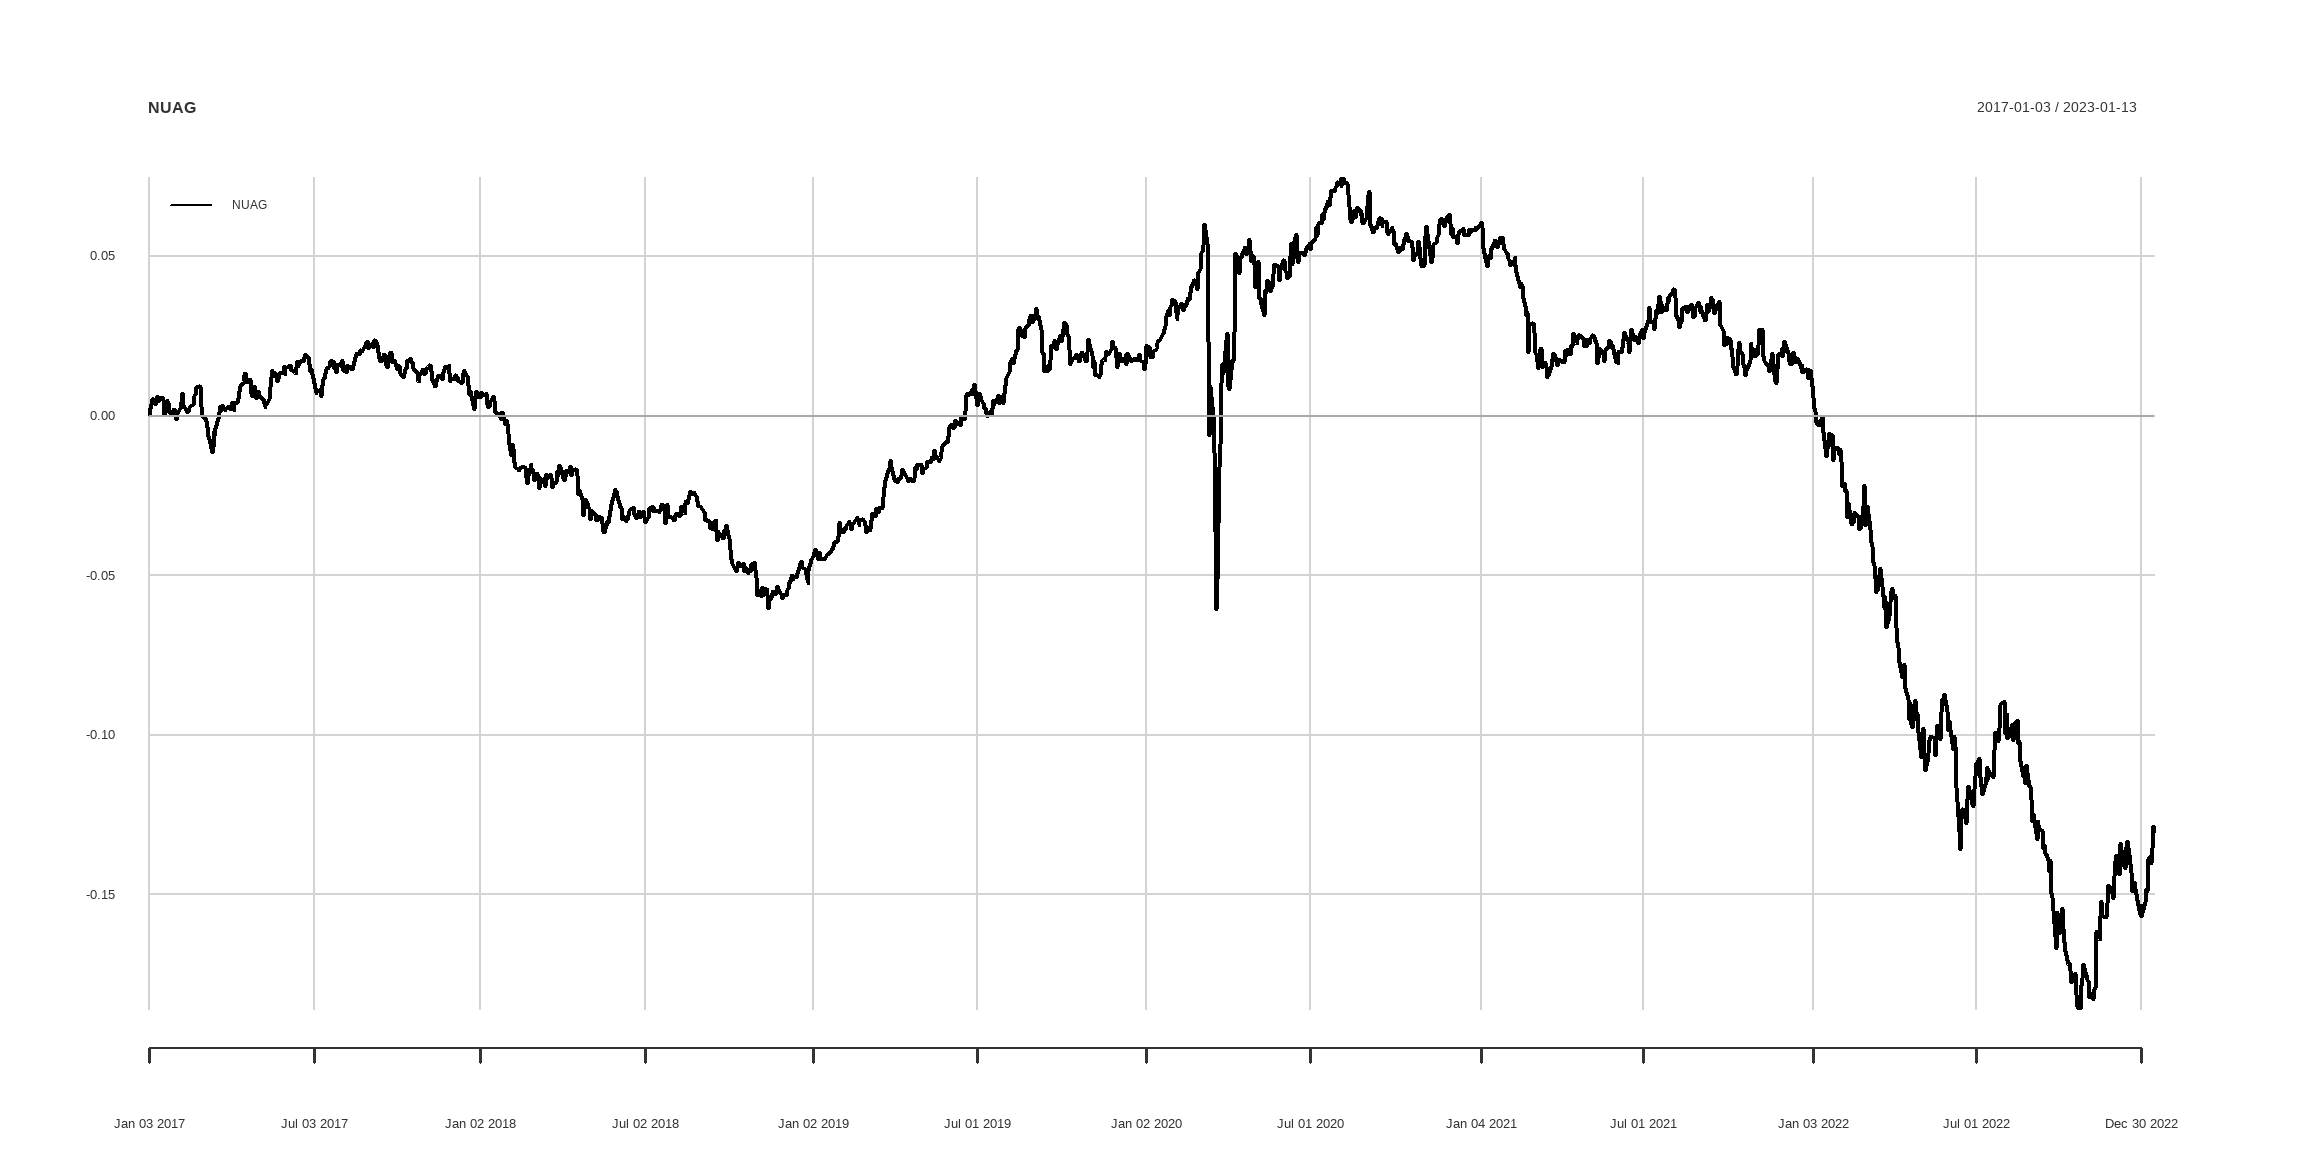 NUAG
2017-01-03 / 2023-01-13
NUAG
0.05
0.00
-0.05
-0.10
-0.15
Jan 03 2017
Jul 03 2017
Jan 02 2018
Jul 02 2018
Jan 02 2019
Jul 01 2019
Jan 02 2020
Jul 01 2020
Jan 04 2021
Jul 01 2021
Jan 03 2022
Jul 01 2022
Dec 30 2022